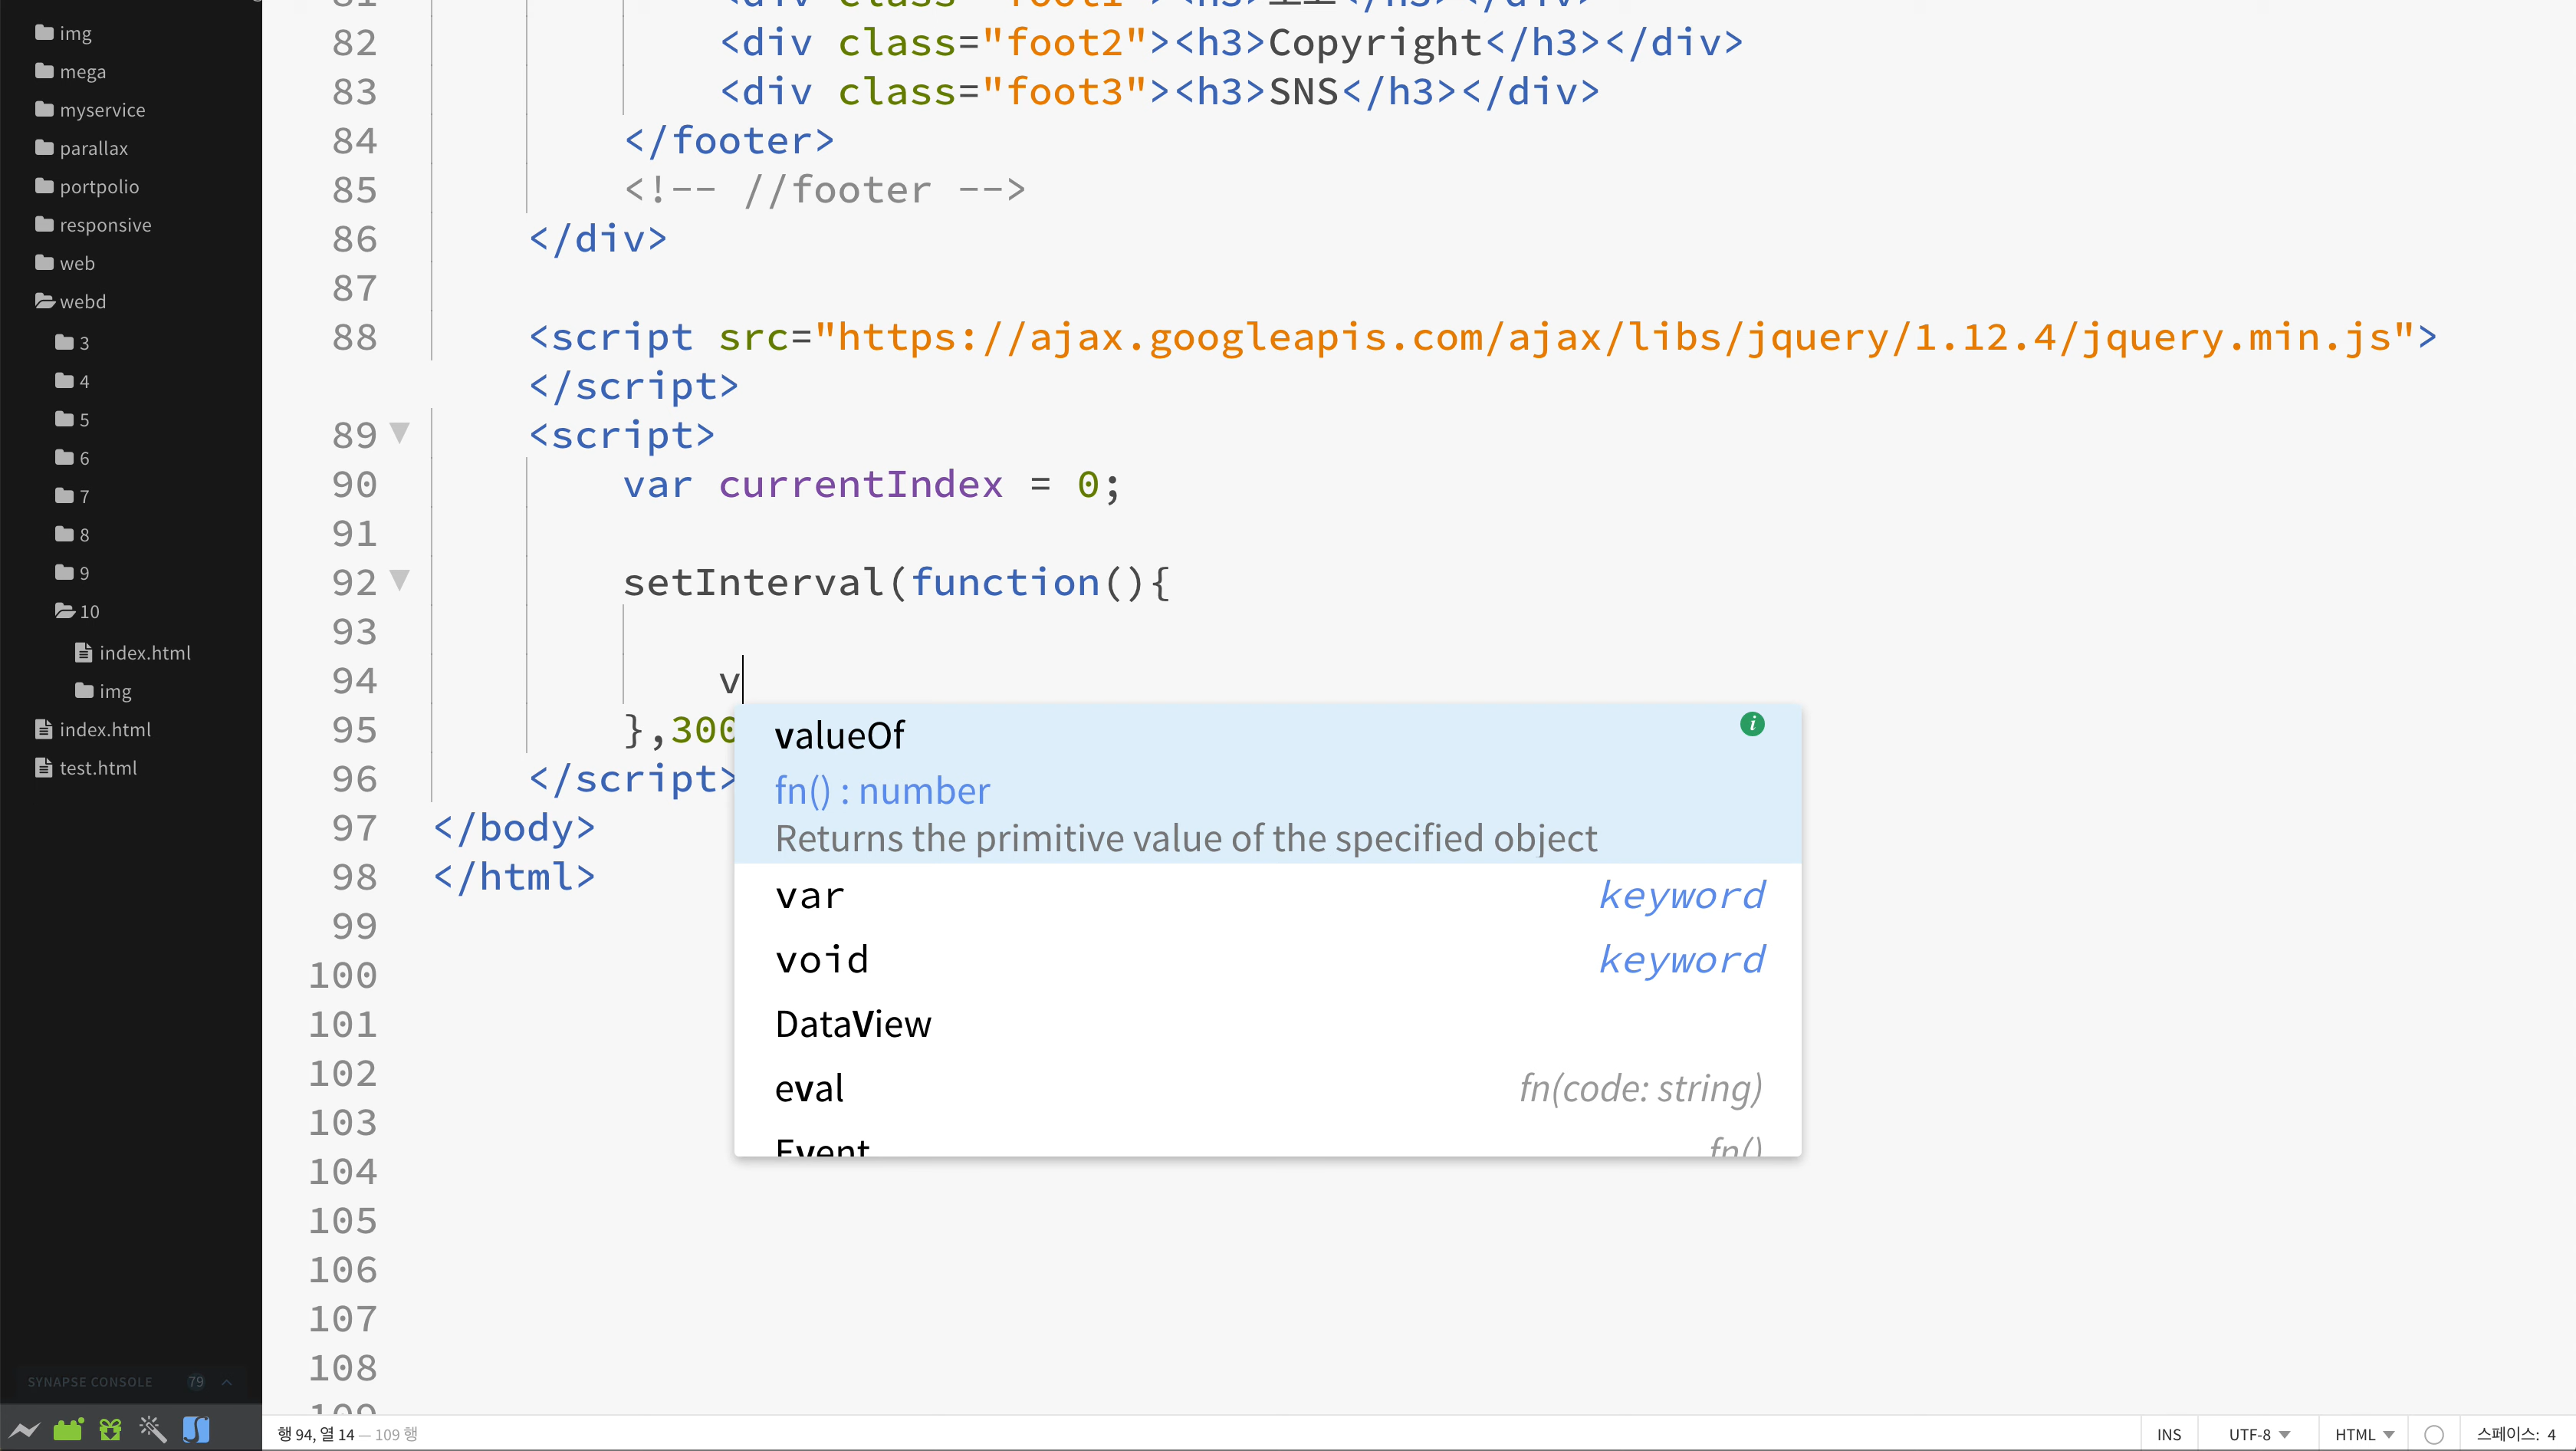 img
mega
myservice
parallax
portpolio
responsive
web
webd
3
4
5
6
7
8
9
10
index.html
img
index.html
test.html
SYNAPSE CONSOLE 79
82 <div class="foot2"><h3>Copyright</h3></div>
83 <div class="foot3"><h3>SNS</h3></div>
84 </footer>
85 <!-- //footer -->
86 </div>
87
88 <script src="https://ajax.googleapis.com/ajax/libs/jquery/1.12.4/jquery.min.js">
</script>
89 <script>
90 var currentIndex = 0;
91
92 setInterval(function(){
93
94 v
95 },300
96 </script>
97 </body>
98 </html>
99
100
101
102
103
104
105
106
107
108
109
valueOf
fn() : number
Returns the primitive value of the specified object
var keyword
void keyword
DataView
eval fn(code: string)
Event fn()
행 94, 열 14 — 109 행
INS UTF-8 HTML 스페이스: 4